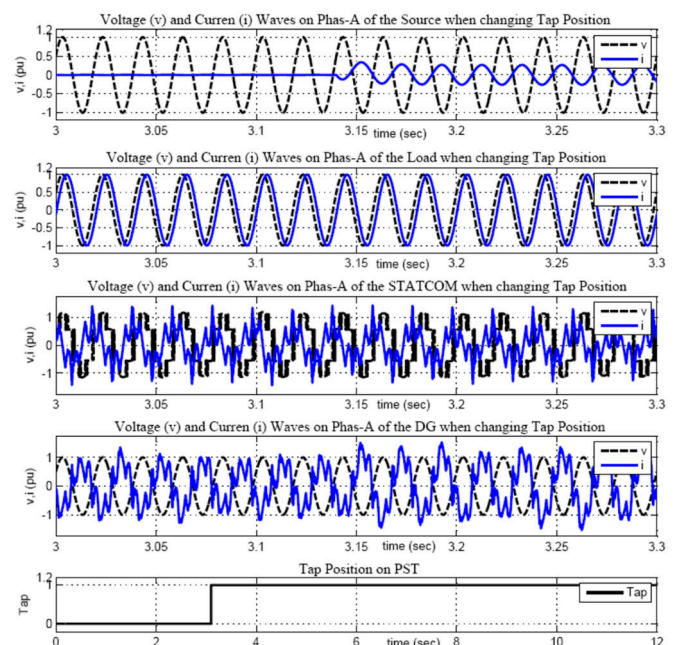 Voltage (v) and Curren (i) Waves on Phas-A of the Source when changing Tap Position
1.2
1
0.5
0
-0.5
-1
v,i (pu)
v
i
3 3.05 3.1 3.15 3.2 3.25 3.3
time (sec)
Voltage (v) and Curren (i) Waves on Phas-A of the Load when changing Tap Position
1.2
1
0.5
0
-0.5
-1
v,i (pu)
v
i
3 3.05 3.1 3.15 3.2 3.25 3.3
time (sec)
Voltage (v) and Curren (i) Waves on Phas-A of the STATCOM when changing Tap Position
1
0
-1
v,i (pu)
v
i
3 3.05 3.1 3.15 3.2 3.25 3.3
time (sec)
Voltage (v) and Curren (i) Waves on Phas-A of the DG when changing Tap Position
1
0
-1
v,i (pu)
v
i
3 3.05 3.1 3.15 3.2 3.25 3.3
time (sec)
Tap Position on PST
1.2
1
0
Tap
Tap
0 2 4 6 8 10 12
time (sec)